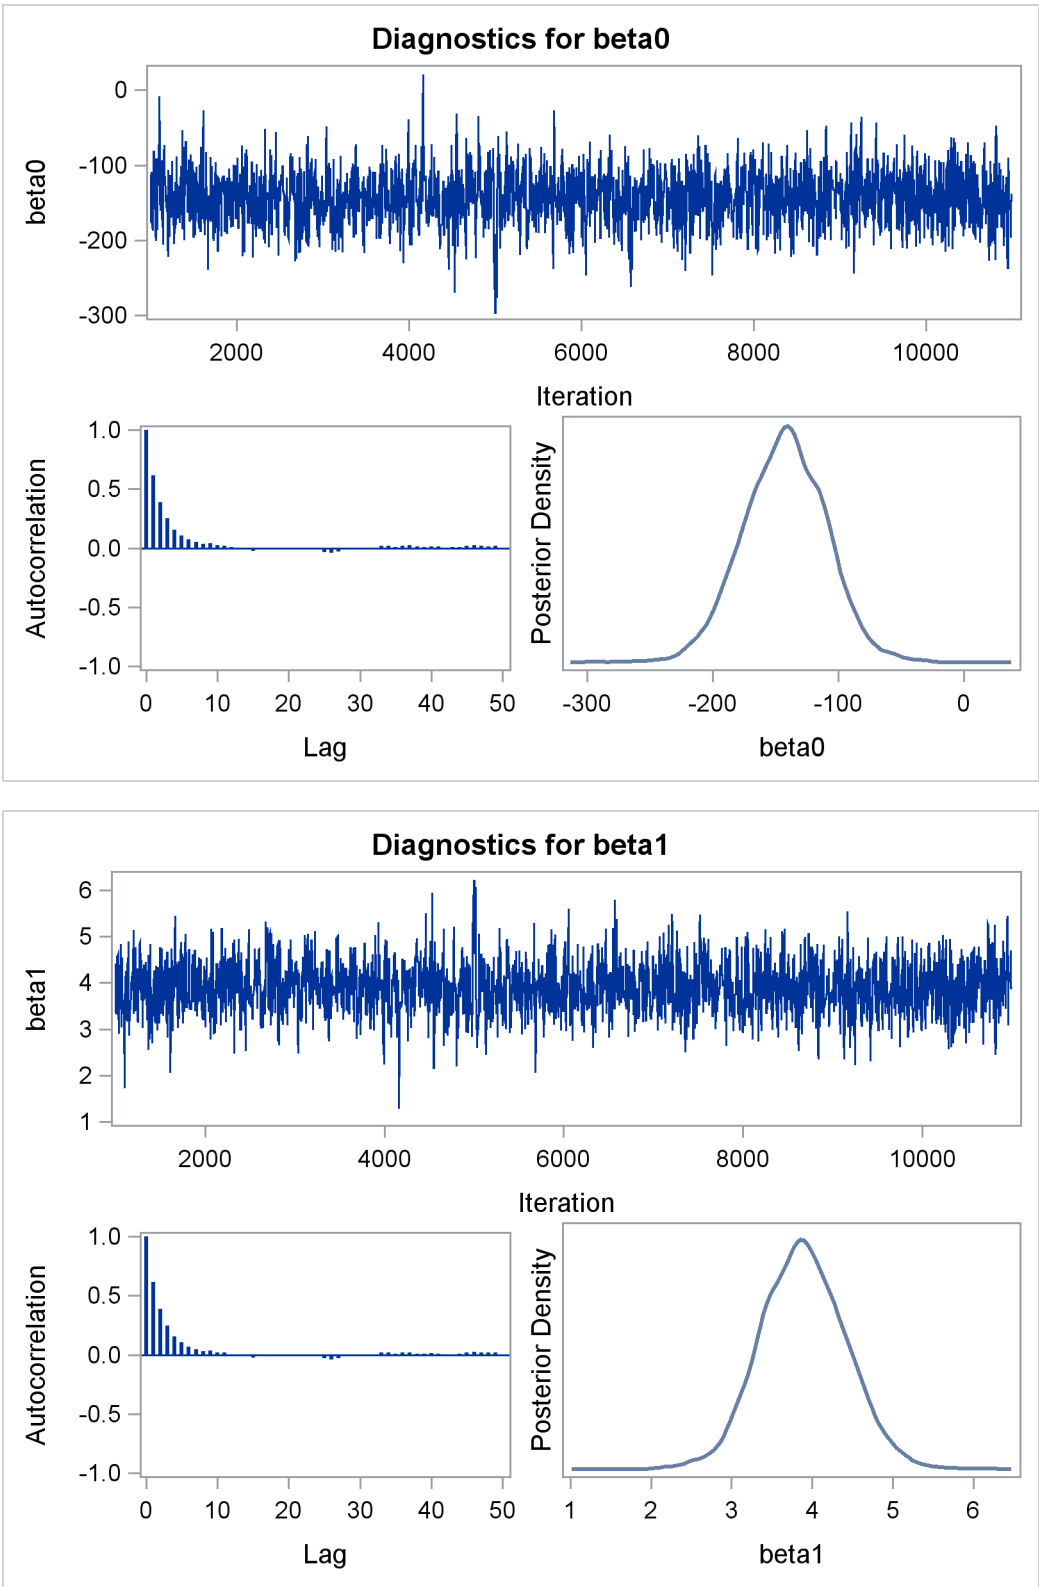 Diagnostics for beta0
beta0
0
-100
-200
-300
2000 4000 6000 8000 10000
Iteration
Autocorrelation
1.0
0.5
0.0
-0.5
-1.0
0 10 20 30 40 50
Lag
Posterior Density
-300 -200 -100 0
beta0
Diagnostics for beta1
beta1
6
5
4
3
2
1
2000 4000 6000 8000 10000
Iteration
Autocorrelation
1.0
0.5
0.0
-0.5
-1.0
0 10 20 30 40 50
Lag
Posterior Density
1 2 3 4 5 6
beta1